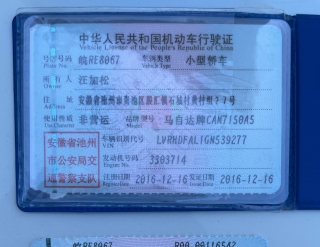 中华人民共和国机动车行驶证
Vehicle License of the People's Republic of China
号牌号码 皖RE8067 车辆类型 小型轿车
Plate No. Vehicle Type
所有人 汪加松
Owner
住址 安徽省池州市贵池区
Address
使用性质 非营运 品牌型号 马自达牌CAM7150A5
Use Character Model
安徽省池州市公安局交通警察支队
车辆识别代号 LVRHDFAL1GN539277
VIN
发动机号码 3303714
Engine No.
注册日期 2016-12-16 发证日期 2016-12-16
Register Date Issue Date
皖RE8067